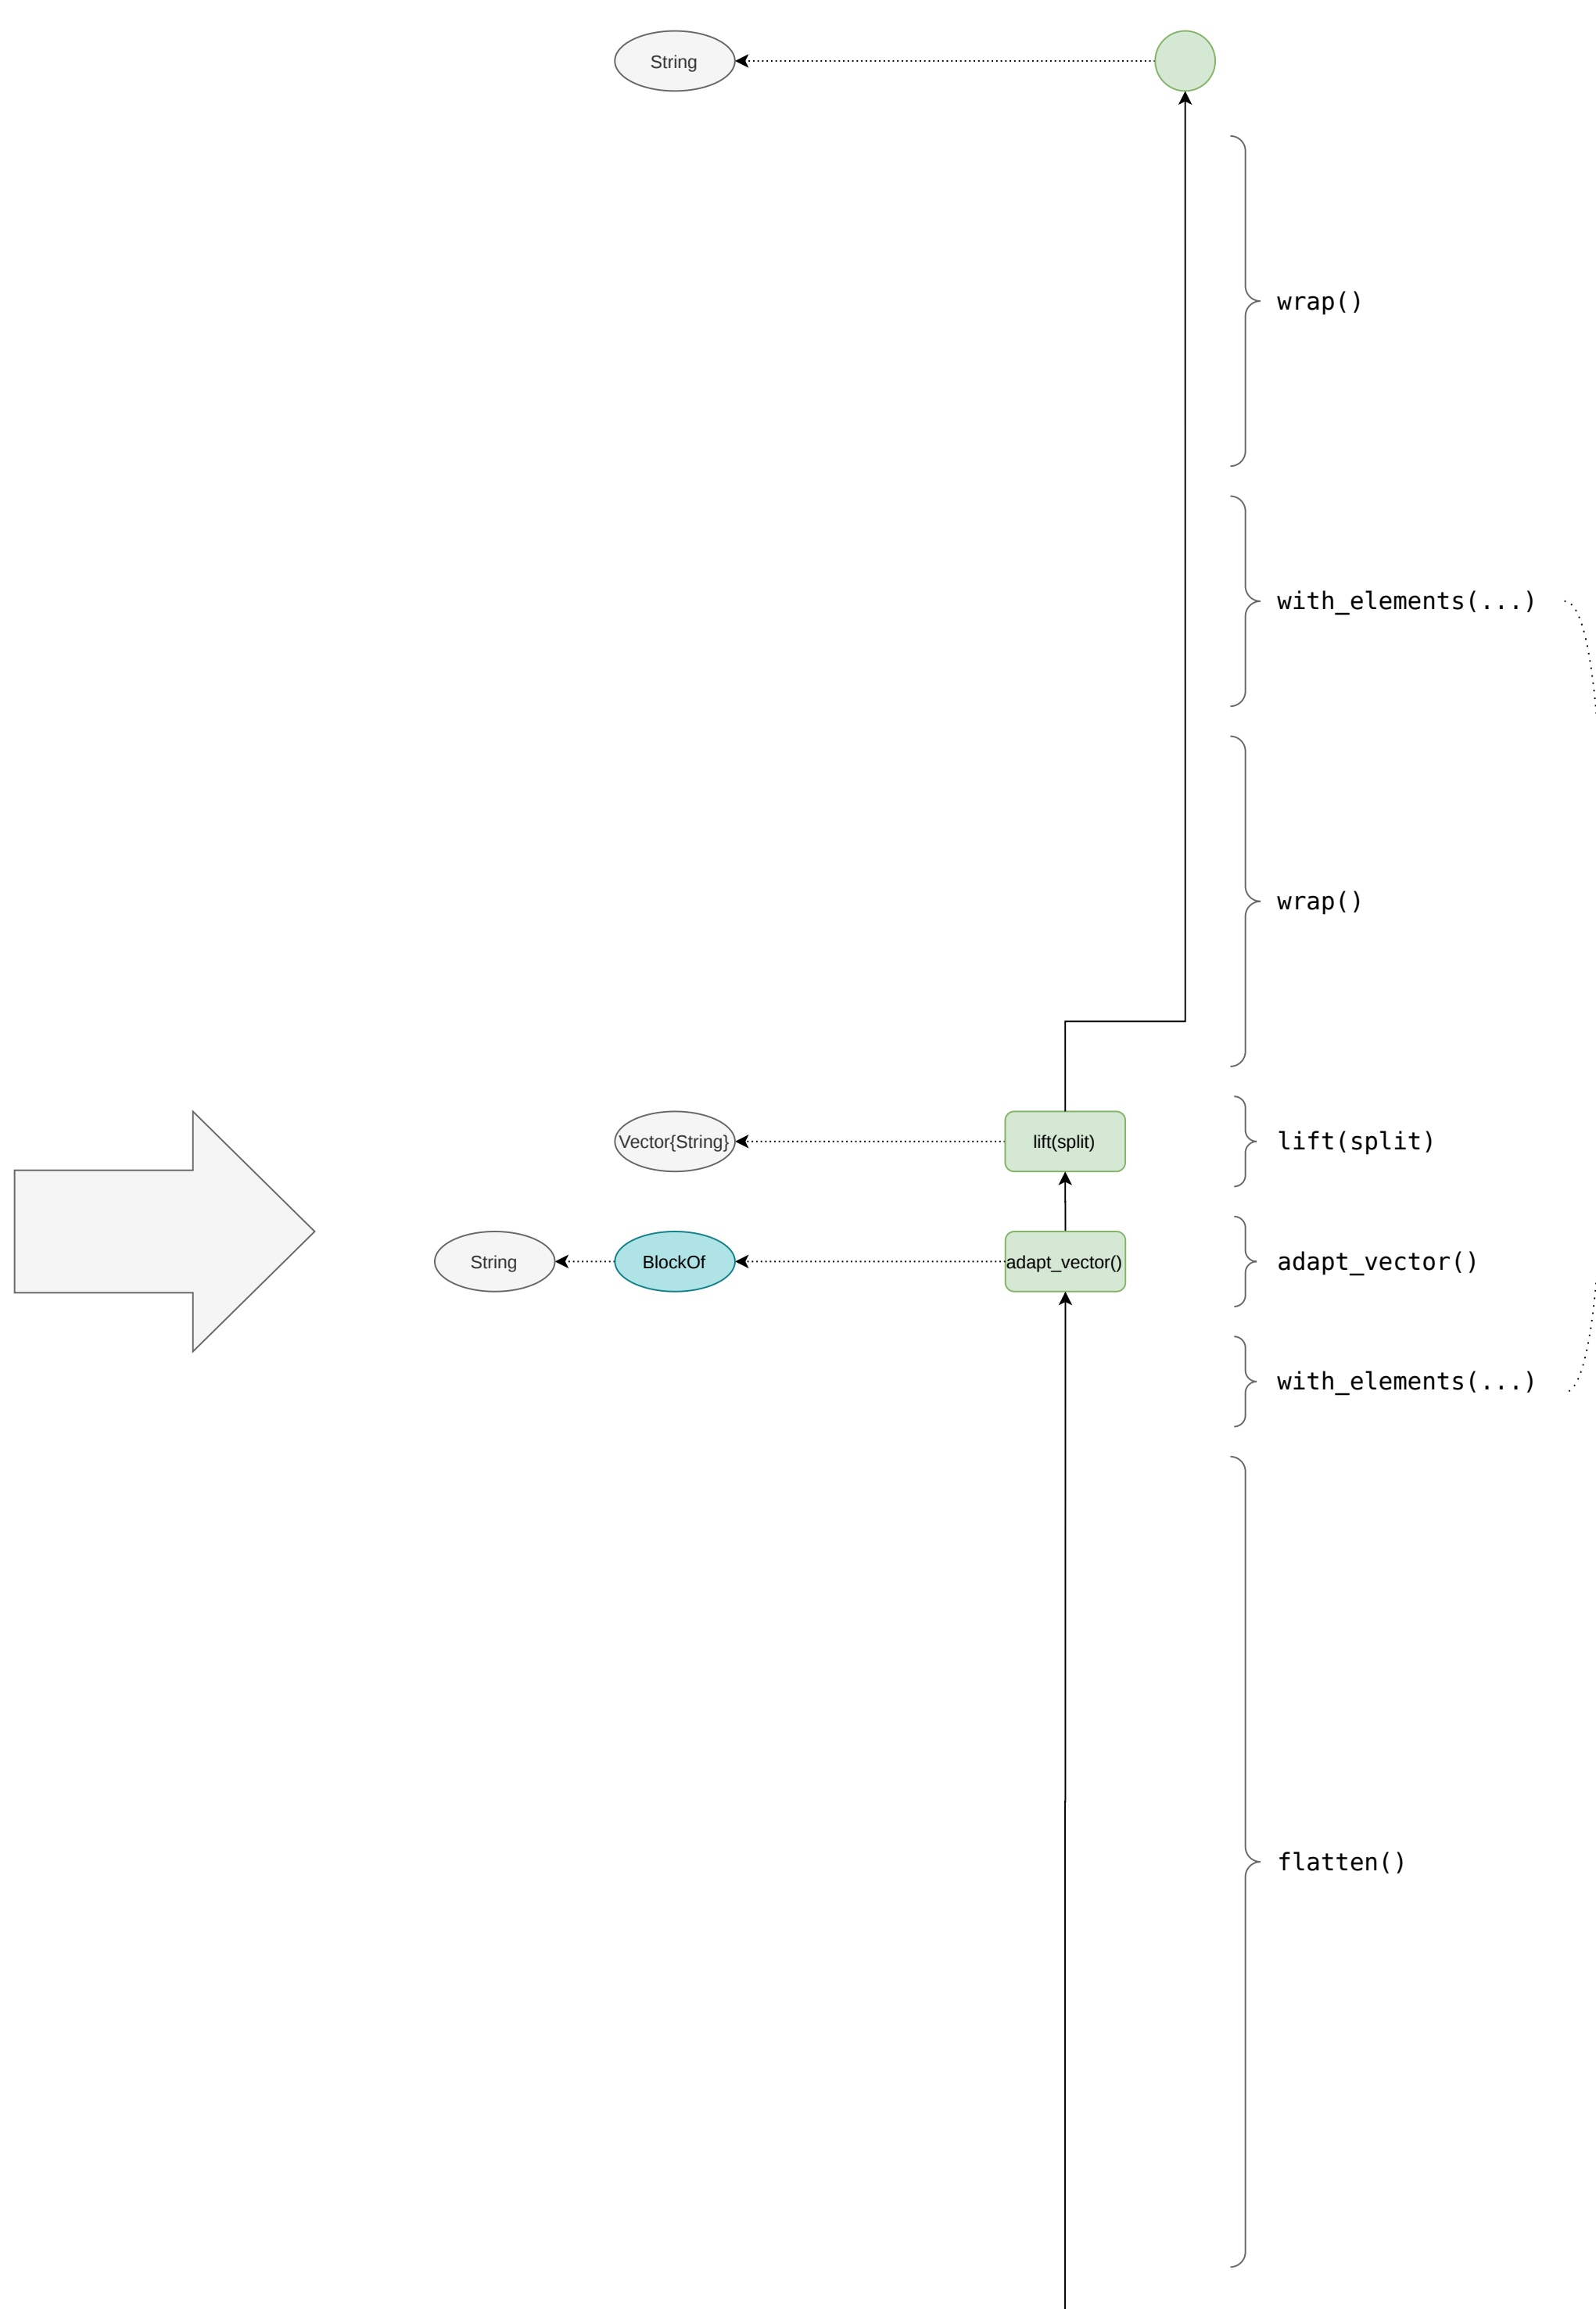 String
wrap()
with_elements(...)
wrap()
Vector{String}
lift(split)
lift(split)
String
BlockOf
adapt_vector()
adapt_vector()
with_elements(...)
flatten()